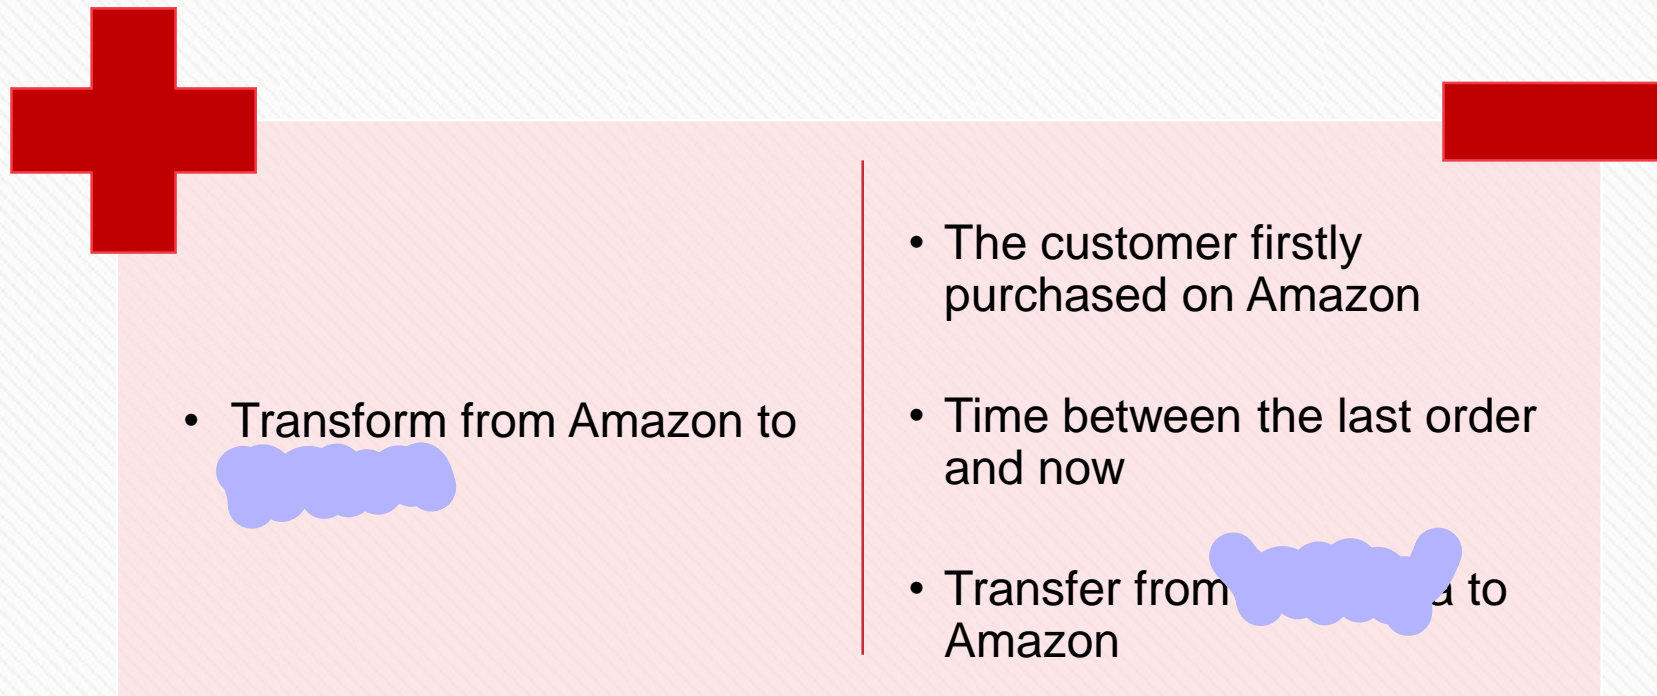 • Transform from Amazon to
• The customer firstly
purchased on Amazon
• Time between the last order
and now
• Transfer from to
Amazon